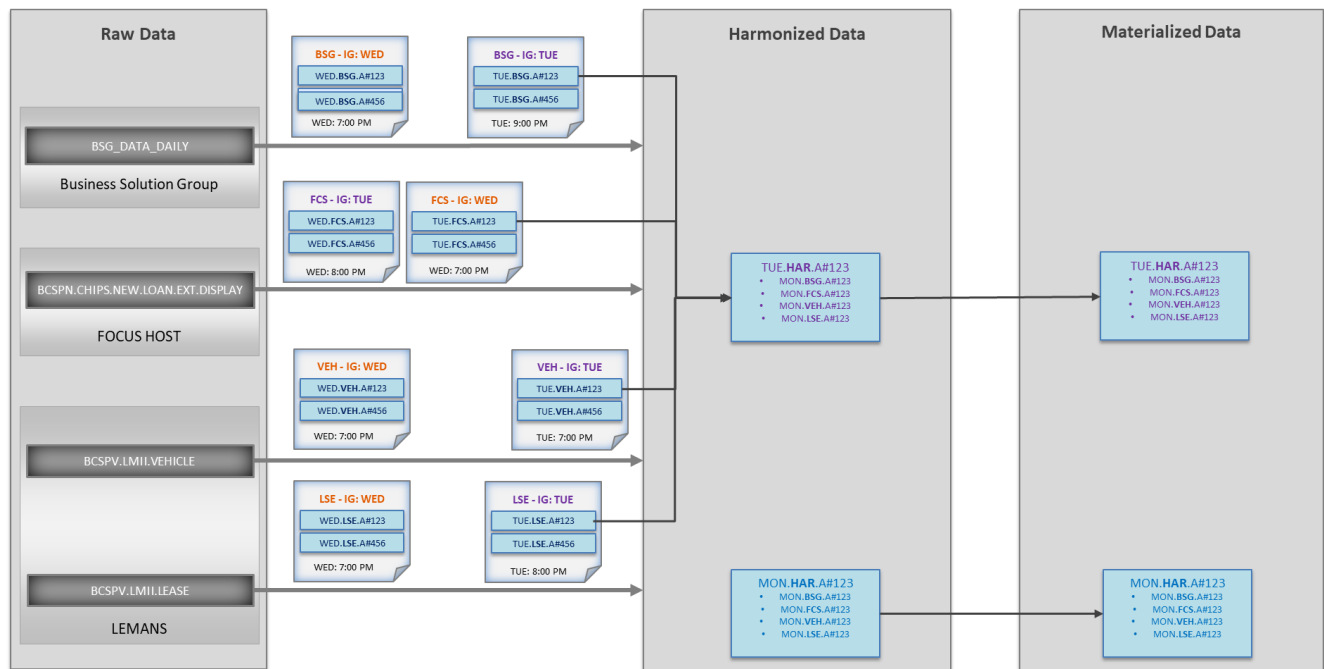 Raw Data
BSG_DATA_DAILY
Business Solution Group
BCSPN.CHIPS.NEW.LOAN.EXT.DISPLAY
FOCUS HOST
BCSPV.LMII.VEHICLE
BCSPV.LMII.LEASE
LEMANS
BSG - IG: WED
WED.BSG.A#123
WED.BSG.A#456
WED: 7:00 PM
BSG - IG: TUE
TUE.BSG.A#123
TUE.BSG.A#456
TUE: 9:00 PM
FCS - IG: TUE
WED.FCS.A#123
WED.FCS.A#456
WED: 8:00 PM
FCS - IG: WED
TUE.FCS.A#123
TUE.FCS.A#456
WED: 7:00 PM
VEH - IG: WED
WED.VEH.A#123
WED.VEH.A#456
WED: 7:00 PM
VEH - IG: TUE
TUE.VEH.A#123
TUE.VEH.A#456
TUE: 7:00 PM
LSE - IG: WED
WED.LSE.A#123
WED.LSE.A#456
WED: 7:00 PM
LSE - IG: TUE
TUE.LSE.A#123
TUE.LSE.A#456
TUE: 8:00 PM
Harmonized Data
TUE.HAR.A#123
• MON.BSG.A#123
• MON.FCS.A#123
• MON.VEH.A#123
• MON.LSE.A#123
MON.HAR.A#123
• MON.BSG.A#123
• MON.FCS.A#123
• MON.VEH.A#123
• MON.LSE.A#123
Materialized Data
TUE.HAR.A#123
• MON.BSG.A#123
• MON.FCS.A#123
• MON.VEH.A#123
• MON.LSE.A#123
MON.HAR.A#123
• MON.BSG.A#123
• MON.FCS.A#123
• MON.VEH.A#123
• MON.LSE.A#123